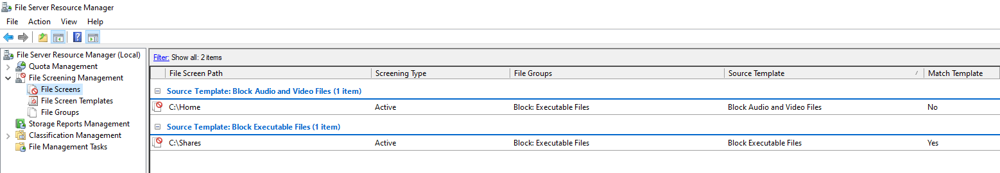 File Server Resource Manager
File Action View Help
File Server Resource Manager (Local)
Quota Management
File Screening Management
File Screens
File Screen Templates
File Groups
Storage Reports Management
Classification Management
File Management Tasks
Filter: Show all: 2 items
File Screen Path Screening Type File Groups Source Template Match Template
Source Template: Block Audio and Video Files (1 item)
C:\Home Active Block: Executable Files Block Audio and Video Files No
Source Template: Block Executable Files (1 item)
C:\Shares Active Block: Executable Files Block Executable Files Yes